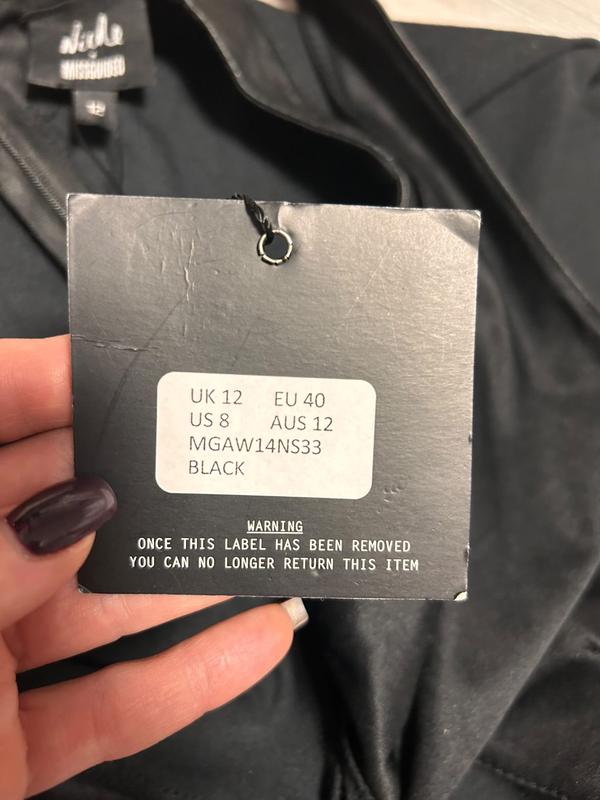 Nicole
x
MISSGUIDED
12
UK 12 EU 40
US 8 AUS 12
MGAW14NS33
BLACK
WARNING
ONCE THIS LABEL HAS BEEN REMOVED
YOU CAN NO LONGER RETURN THIS ITEM